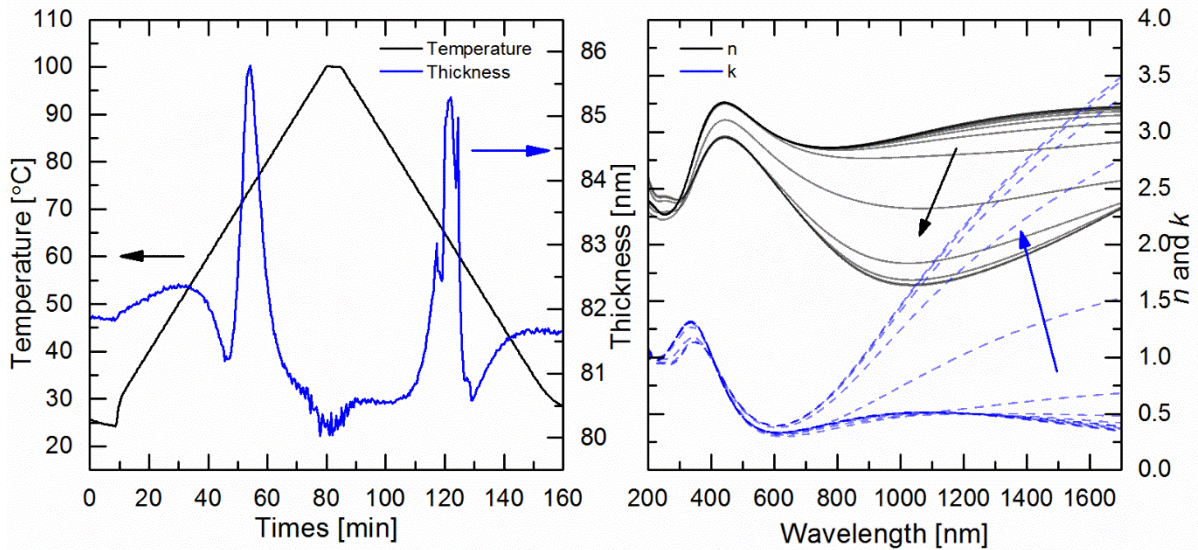 110
100
90
80
70
60
50
40
30
20
Temperature [°C]
0 20 40 60 80 100 120 140 160
Times [min]
Temperature
Thickness
86
85
84
83
82
81
80
Thickness [nm]
n
k
200 400 600 800 1000 1200 1400 1600
Wavelength [nm]
4.0
3.5
3.0
2.5
2.0
1.5
1.0
0.5
0.0
n and k